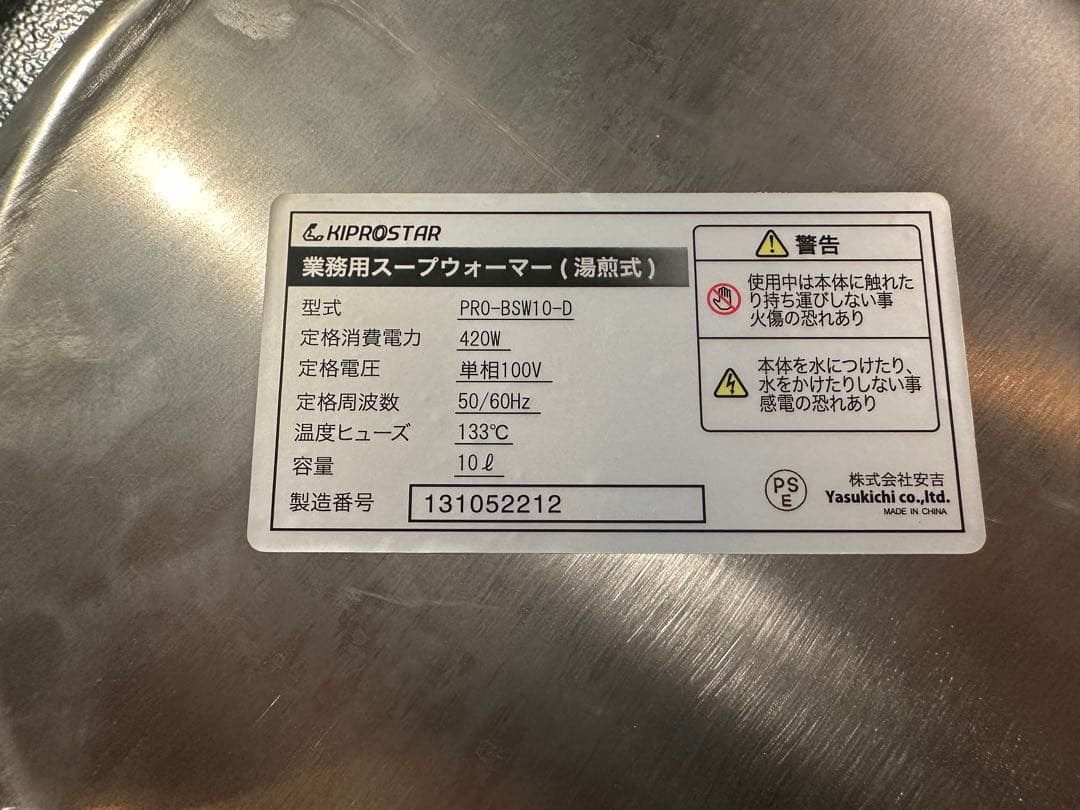 KIPROSTAR
業務用スープウォーマー(湯煎式)
型式 PRO-BSW10-D
定格消費電力 420W
定格電圧 単相100V
定格周波数 50/60Hz
温度ヒューズ 133℃
容量 10ℓ
製造番号 131052212
警告
使用中は本体に触れた
り持ち運びしない事
火傷の恐れあり
本体を水につけたり、
水をかけたりしない事
感電の恐れあり
PS
E
株式会社安吉
Yasukichi co.,ltd.
MADE IN CHINA